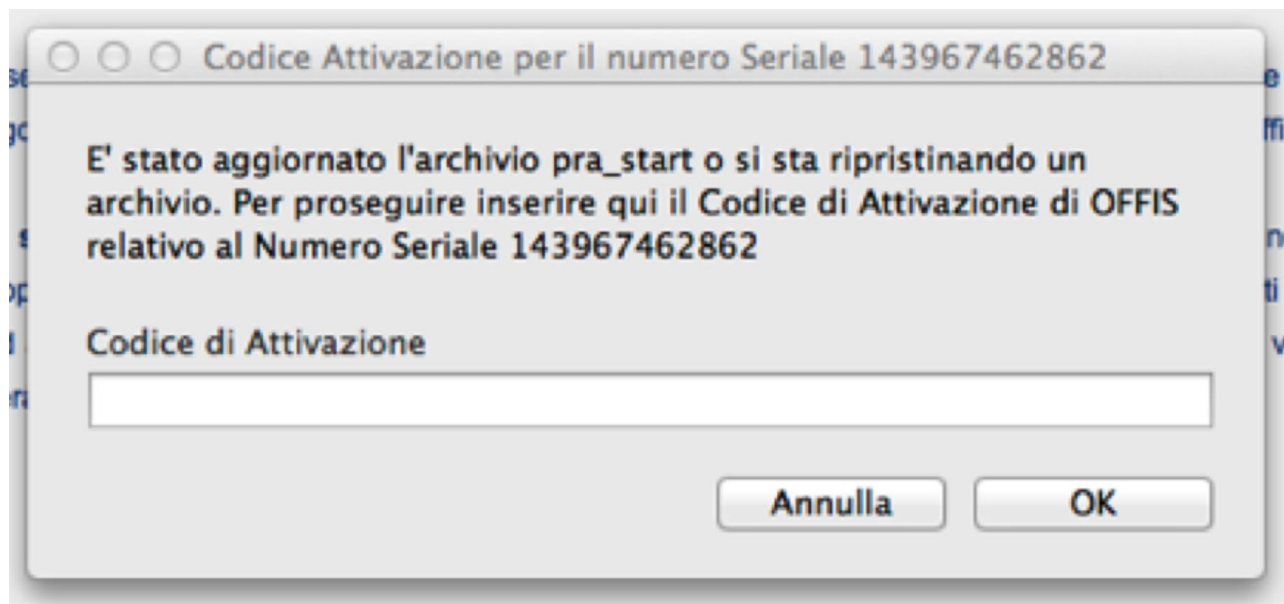 Codice Attivazione per il numero Seriale 143967462862
E' stato aggiornato l'archivio pra_start o si sta ripristinando un
archivio. Per proseguire inserire qui il Codice di Attivazione di OFFIS
relativo al Numero Seriale 143967462862
Codice di Attivazione
Annulla
OK